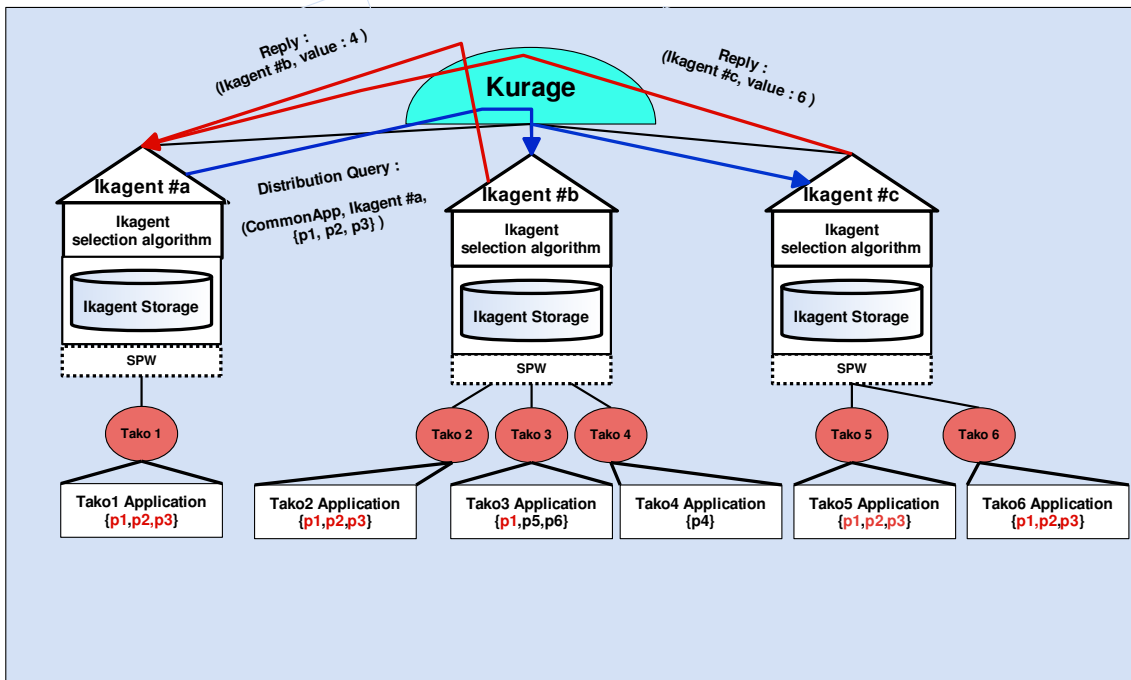 Reply :
(Ikagent #b, value : 4 )
Kurage
Reply :
(Ikagent #c, value : 6 )
Distribution Query :
(CommonApp, Ikagent #a,
{p1, p2, p3} )
Ikagent #a
Ikagent
selection algorithm
Ikagent Storage
SPW
Tako 1
Tako1 Application
{p1,p2,p3}
Ikagent #b
Ikagent
selection algorithm
Ikagent Storage
SPW
Tako 2
Tako 3
Tako 4
Tako2 Application
{p1,p2,p3}
Tako3 Application
{p1,p5,p6}
Tako4 Application
{p4}
Ikagent #c
Ikagent
selection algorithm
Ikagent Storage
SPW
Tako 5
Tako 6
Tako5 Application
{p1,p2,p3}
Tako6 Application
{p1,p2,p3}